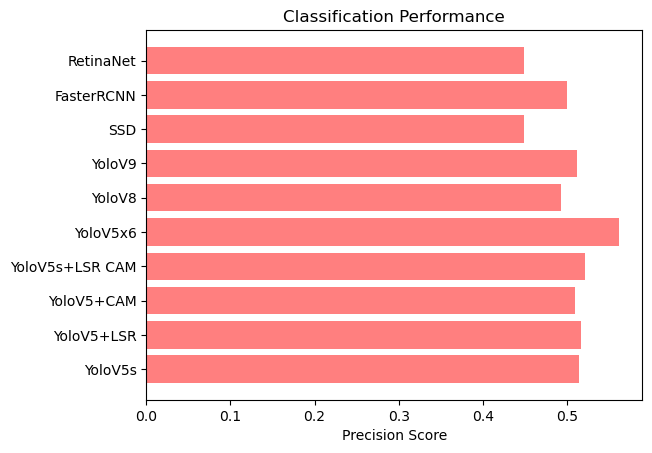 Classification Performance
RetinaNet
FasterRCNN
SSD
YoloV9
YoloV8
YoloV5x6
YoloV5s+LSR CAM
YoloV5+CAM
YoloV5+LSR
YoloV5s
0.0 0.1 0.2 0.3 0.4 0.5
Precision Score